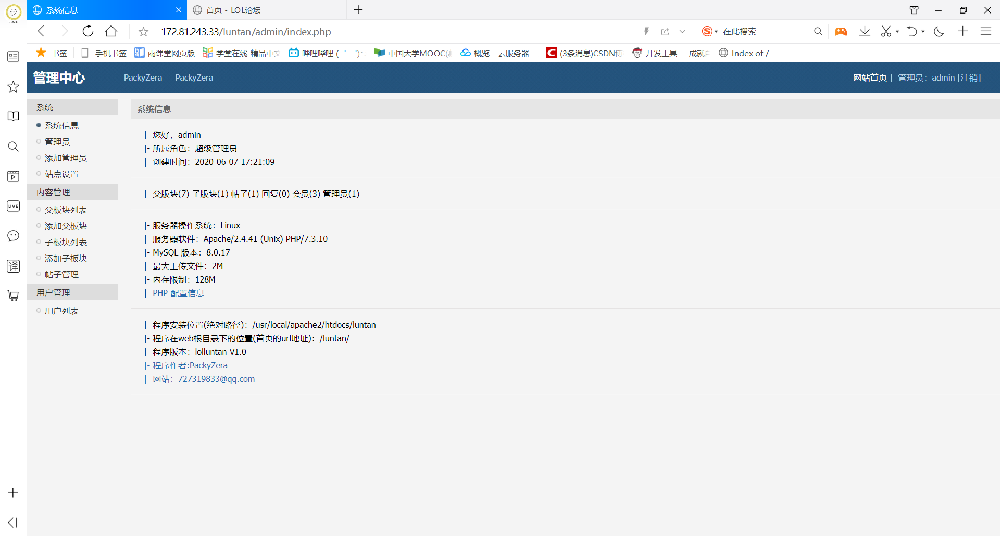 系统信息
首页 - LOL论坛
172.81.243.33/luntan/admin/index.php
在此搜索
书签
手机书签
雨课堂网页版
学堂在线-精品中文
哔哩哔哩 ( ゜- ゜)つ
中国大学MOOC(
概览 - 云服务器 -
(3条消息)CSDN博
开发工具 - -成就自
Index of /
管理中心
PackyZera
PackyZera
网站首页 | 管理员：admin [注销]
系统
系统信息
管理员
添加管理员
站点设置
内容管理
父板块列表
添加父板块
子板块列表
添加子板块
帖子管理
用户管理
用户列表
系统信息
|- 您好，admin
|- 所属角色：超级管理员
|- 创建时间：2020-06-07 17:21:09
|- 父版块(7) 子版块(1) 帖子(1) 回复(0) 会员(3) 管理员(1)
|- 服务器操作系统：Linux
|- 服务器软件：Apache/2.4.41 (Unix) PHP/7.3.10
|- MySQL 版本：8.0.17
|- 最大上传文件：2M
|- 内存限制：128M
|- PHP 配置信息
|- 程序安装位置(绝对路径)：/usr/local/apache2/htdocs/luntan
|- 程序在web根目录下的位置(首页的url地址)：/luntan/
|- 程序版本：lolluntan V1.0
|- 程序作者:PackyZera
|- 网站：727319833@qq.com
LIVE
译